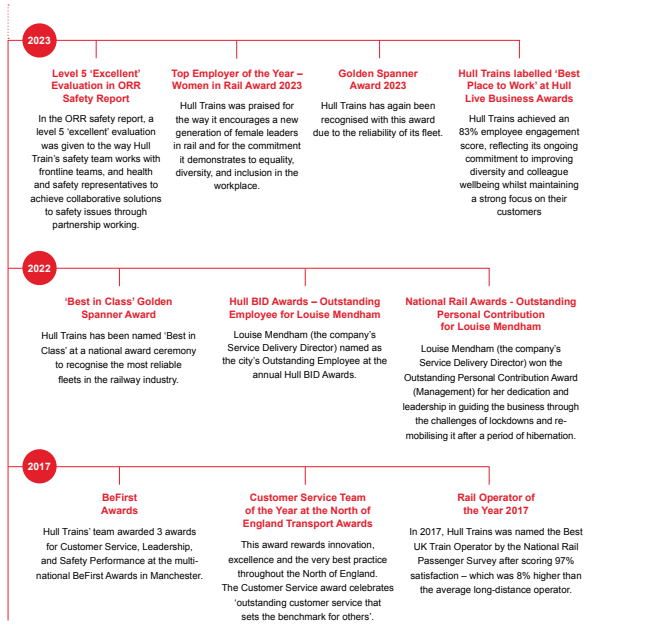 2023
Level 5 ‘Excellent’
Evaluation in ORR
Safety Report
In the ORR safety report, a
level 5 ‘excellent’ evaluation
was given to the way Hull
Train’s safety team works with
frontline teams, and health
and safety representatives to
achieve collaborative solutions
to safety issues through
partnership working.
Top Employer of the Year –
Women in Rail Award 2023
Hull Trains was praised for
the way it encourages a new
generation of female leaders
in rail and for the commitment
it demonstrates to equality,
diversity, and inclusion in the
workplace.
Golden Spanner
Award 2023
Hull Trains has again been
recognised with this award
due to the reliability of its fleet.
Hull Trains labelled ‘Best
Place to Work’ at Hull
Live Business Awards
Hull Trains achieved an
83% employee engagement
score, reflecting its ongoing
commitment to improving
diversity and colleague
wellbeing whilst maintaining
a strong focus on their
customers
2022
‘Best in Class’ Golden
Spanner Award
Hull Trains has been named ‘Best in
Class’ at a national award ceremony
to recognise the most reliable
fleets in the railway industry.
Hull BID Awards – Outstanding
Employee for Louise Mendham
Louise Mendham (the company’s
Service Delivery Director) named as
the city’s Outstanding Employee at the
annual Hull BID Awards.
National Rail Awards - Outstanding
Personal Contribution
for Louise Mendham
Louise Mendham (the company’s
Service Delivery Director) won the
Outstanding Personal Contribution Award
(Management) for her dedication and
leadership in guiding the business through
the challenges of lockdowns and re-
mobilising it after a period of hibernation.
2017
BeFirst
Awards
Hull Trains’ team awarded 3 awards
for Customer Service, Leadership,
and Safety Performance at the multi-
national BeFirst Awards in Manchester.
Customer Service Team
of the Year at the North of
England Transport Awards
This award rewards innovation,
excellence and the very best practice
throughout the North of England.
The Customer Service award celebrates
‘outstanding customer service that
sets the benchmark for others’.
Rail Operator of
the Year 2017
In 2017, Hull Trains was named the Best
UK Train Operator by the National Rail
Passenger Survey after scoring 97%
satisfaction – which was 8% higher than
the average long-distance operator.